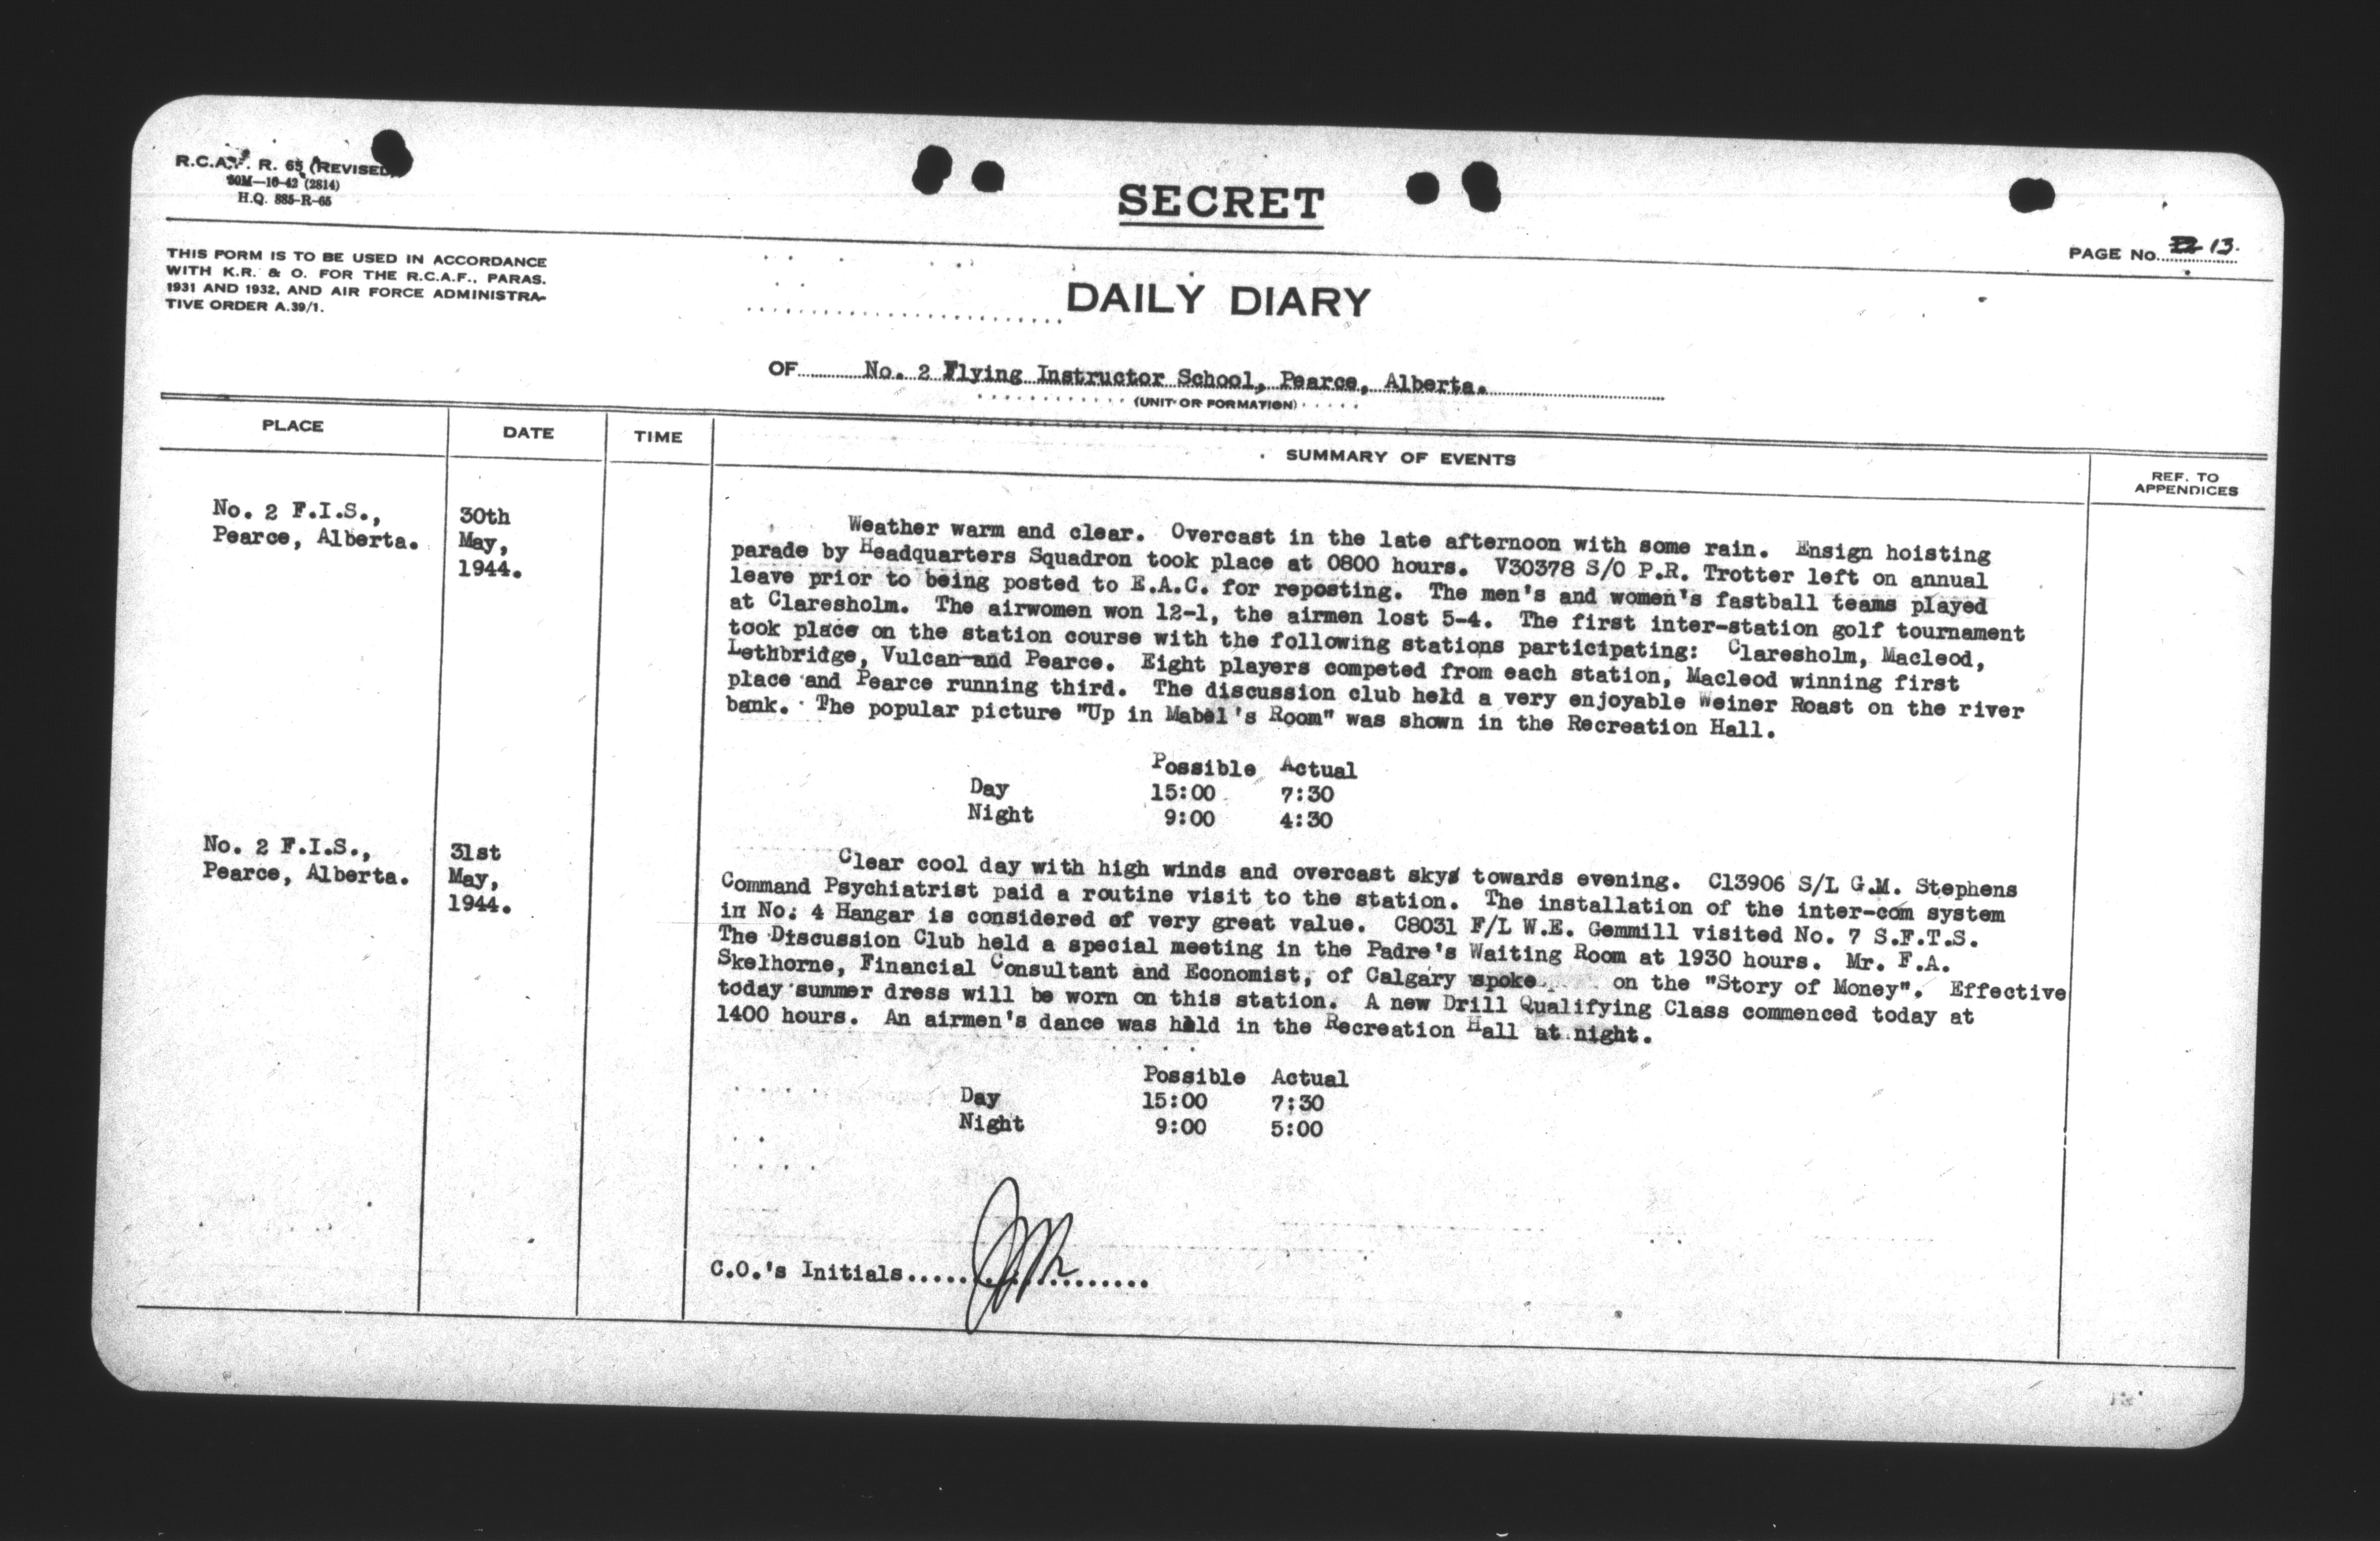 R.C.A.F. R. 65 (REVISED)
50M—10-42 (2814)
H.Q. 885-R-65
SECRET
PAGE No. 13.
THIS FORM IS TO BE USED IN ACCORDANCE
WITH K.R. & O. FOR THE R.C.A.F., PARAS.
1931 AND 1932, AND AIR FORCE ADMINISTRA-
TIVE ORDER A.39/1.
DAILY DIARY
OF No. 2 Flying Instructor School, Pearce, Alberta.
(UNIT OR FORMATION)
PLACE DATE TIME SUMMARY OF EVENTS REF. TO APPENDICES
No. 2 F.I.S.,
Pearce, Alberta.
30th
May,
1944.
Weather warm and clear. Overcast in the late afternoon with some rain. Ensign hoisting
parade by Headquarters Squadron took place at 0800 hours. V30378 S/O P.R. Trotter left on annual
leave prior to being posted to E.A.C. for reposting. The men's and women's fastball teams played
at Claresholm. The airwomen won 12-1, the airmen lost 5-4. The first inter-station golf tournament
took place on the station course with the following stations participating: Claresholm, Macleod,
Lethbridge, Vulcan and Pearce. Eight players competed from each station, Macleod winning first
place and Pearce running third. The discussion club held a very enjoyable Weiner Roast on the river
bank. The popular picture "Up in Mabel's Room" was shown in the Recreation Hall.
Possible Actual
Day 15:00 7:30
Night 9:00 4:30
No. 2 F.I.S.,
Pearce, Alberta.
31st
May,
1944.
Clear cool day with high winds and overcast sky towards evening. C13906 S/L G.M. Stephens
Command Psychiatrist paid a routine visit to the station. The installation of the inter-com system
in No. 4 Hangar is considered of very great value. C8031 F/L W.E. Gemmill visited No. 7 S.F.T.S.
The Discussion Club held a special meeting in the Padre's Waiting Room at 1930 hours. Mr. F.A.
Skelhorne, Financial Consultant and Economist, of Calgary spoke on the "Story of Money". Effective
today summer dress will be worn on this station. A new Drill Qualifying Class commenced today at
1400 hours. An airmen's dance was held in the Recreation Hall at night.
Possible Actual
Day 15:00 7:30
Night 9:00 5:00
C.O.'s Initials....................